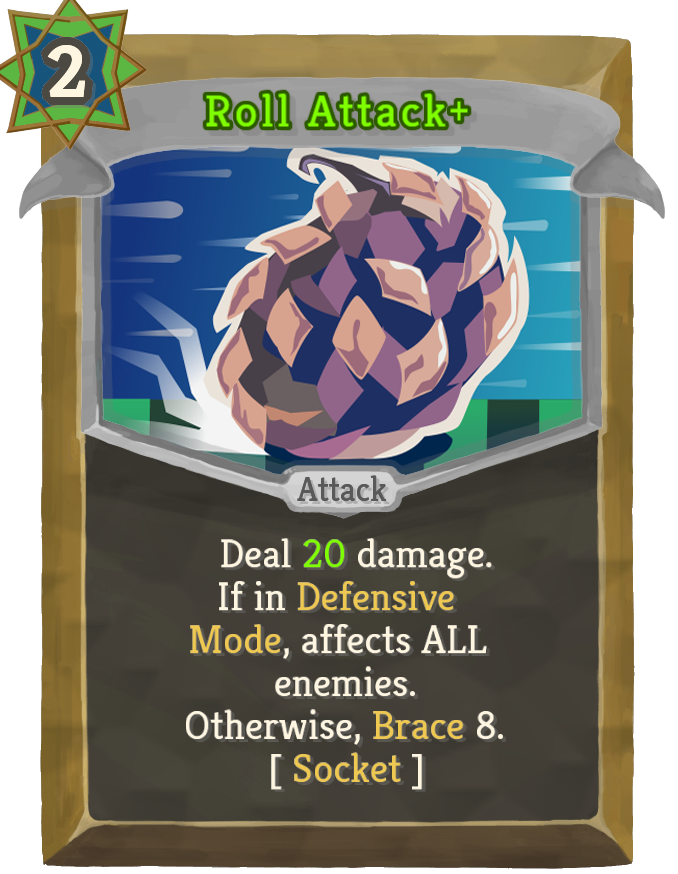 2
Roll Attack+
Attack
Deal 20 damage.
If in Defensive
Mode, affects ALL
enemies.
Otherwise, Brace 8.
[ Socket ]